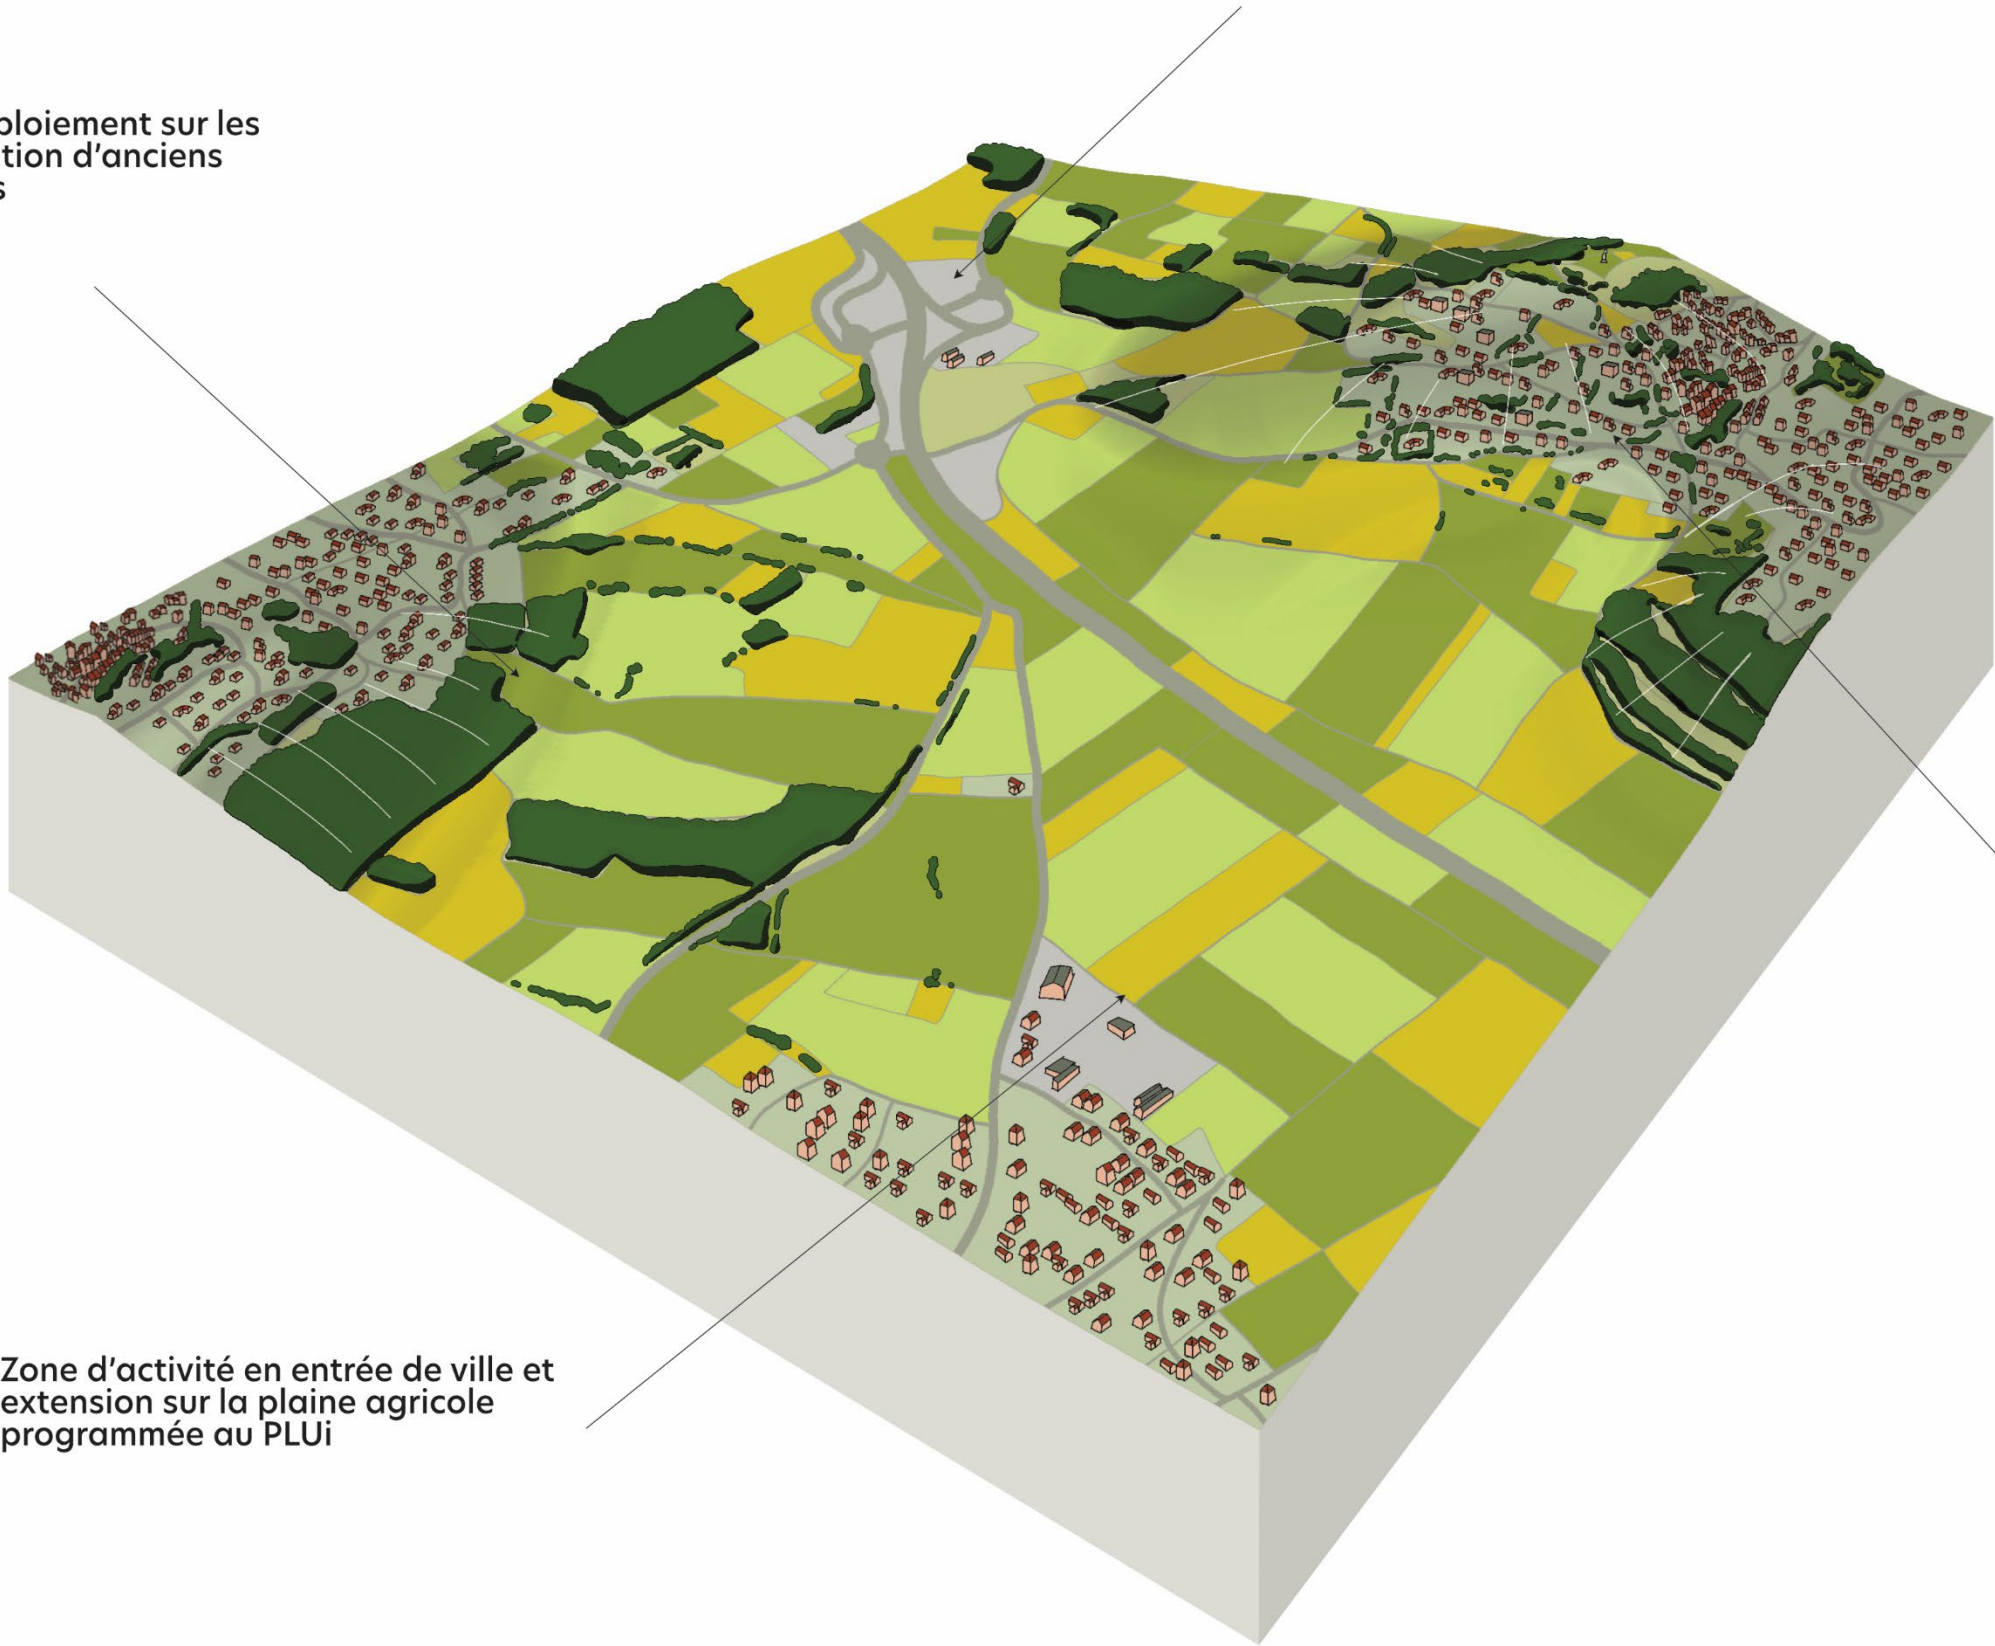 ploiement sur les
tion d'anciens
s
Zone d'activité en entrée de ville et
extension sur la plaine agricole
programmée au PLUi